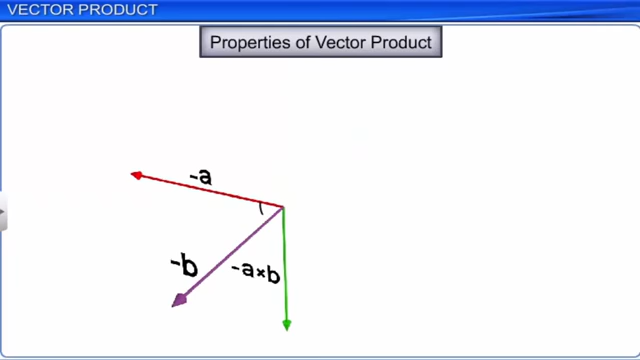 VECTOR PRODUCT
Properties of Vector Product
-a
-b
-a×b